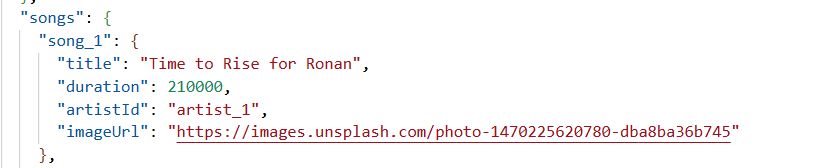 },
"songs": {
"song_1": {
"title": "Time to Rise for Ronan",
"duration": 210000,
"artistId": "artist_1",
"imageUrl": "https://images.unsplash.com/photo-1470225620780-dba8ba36b745"
},